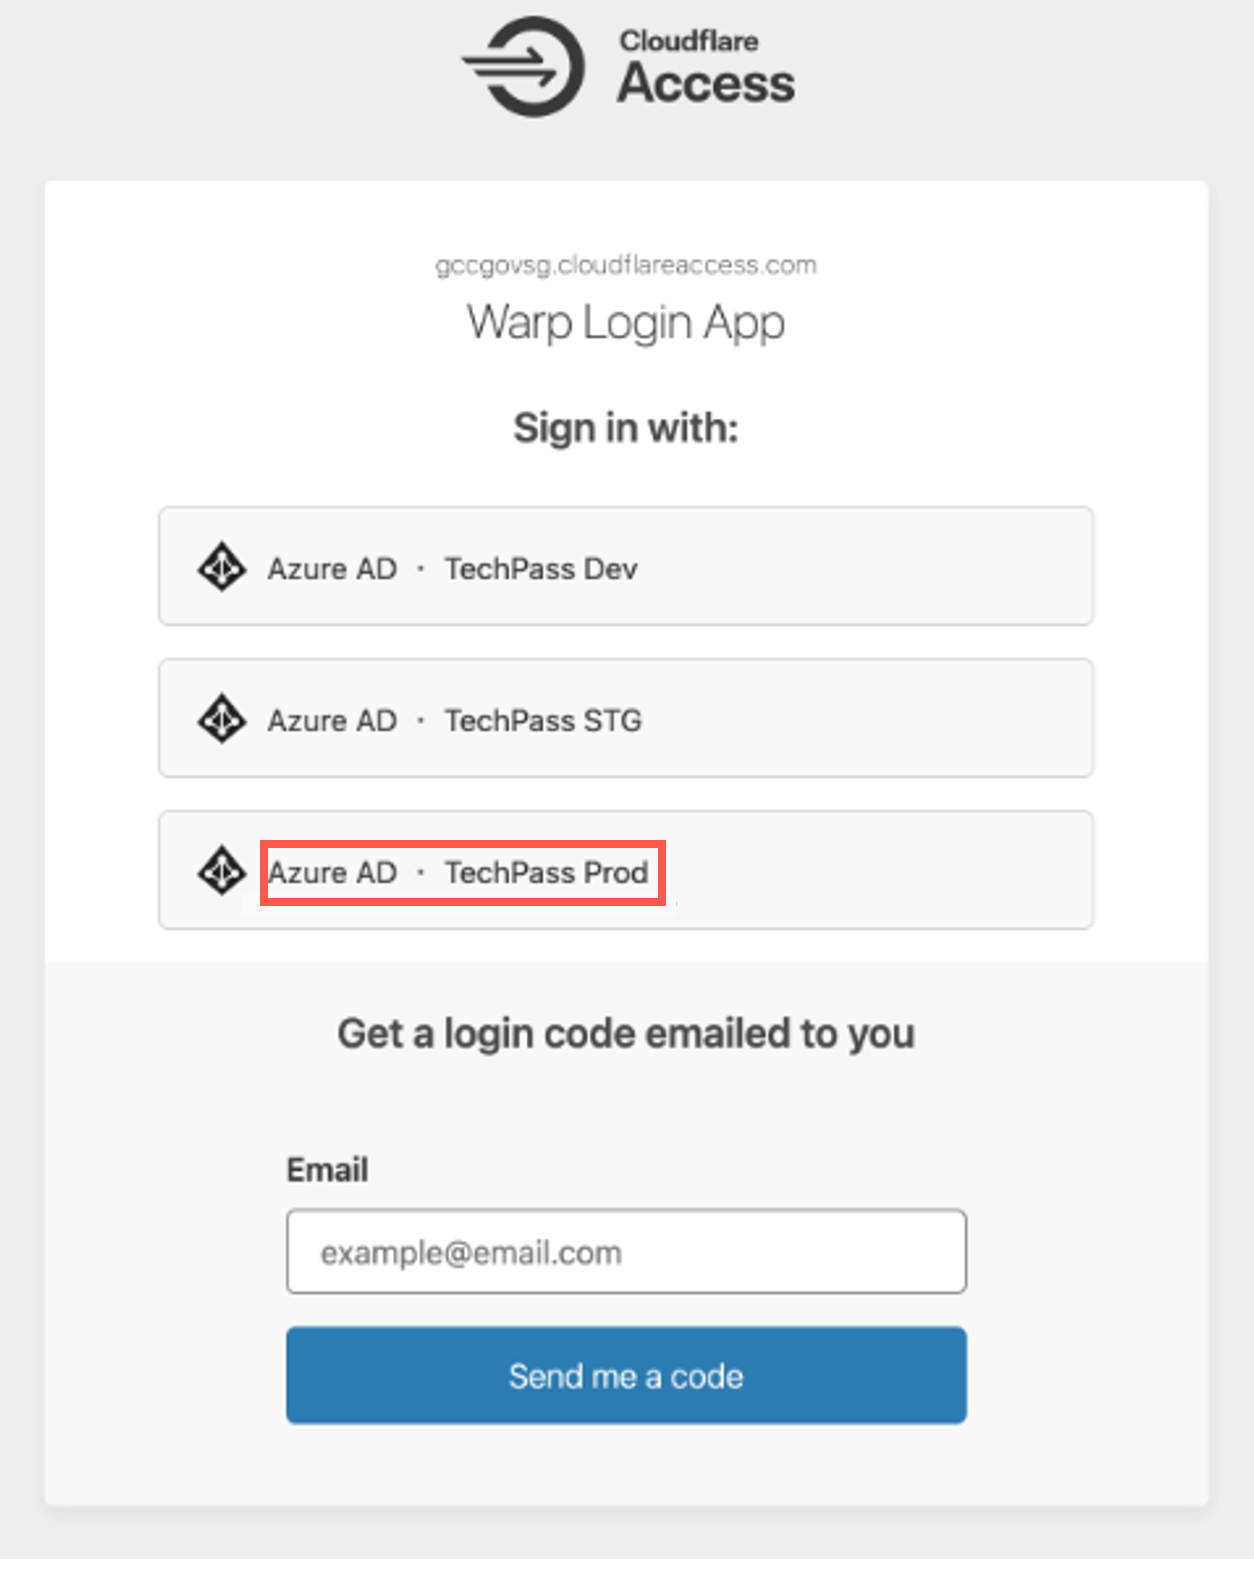 Cloudflare
Access
gccgovsg.cloudflareaccess.com
Warp Login App
Sign in with:
Azure AD · TechPass Dev
Azure AD · TechPass STG
Azure AD · TechPass Prod
Get a login code emailed to you
Email
example@email.com
Send me a code